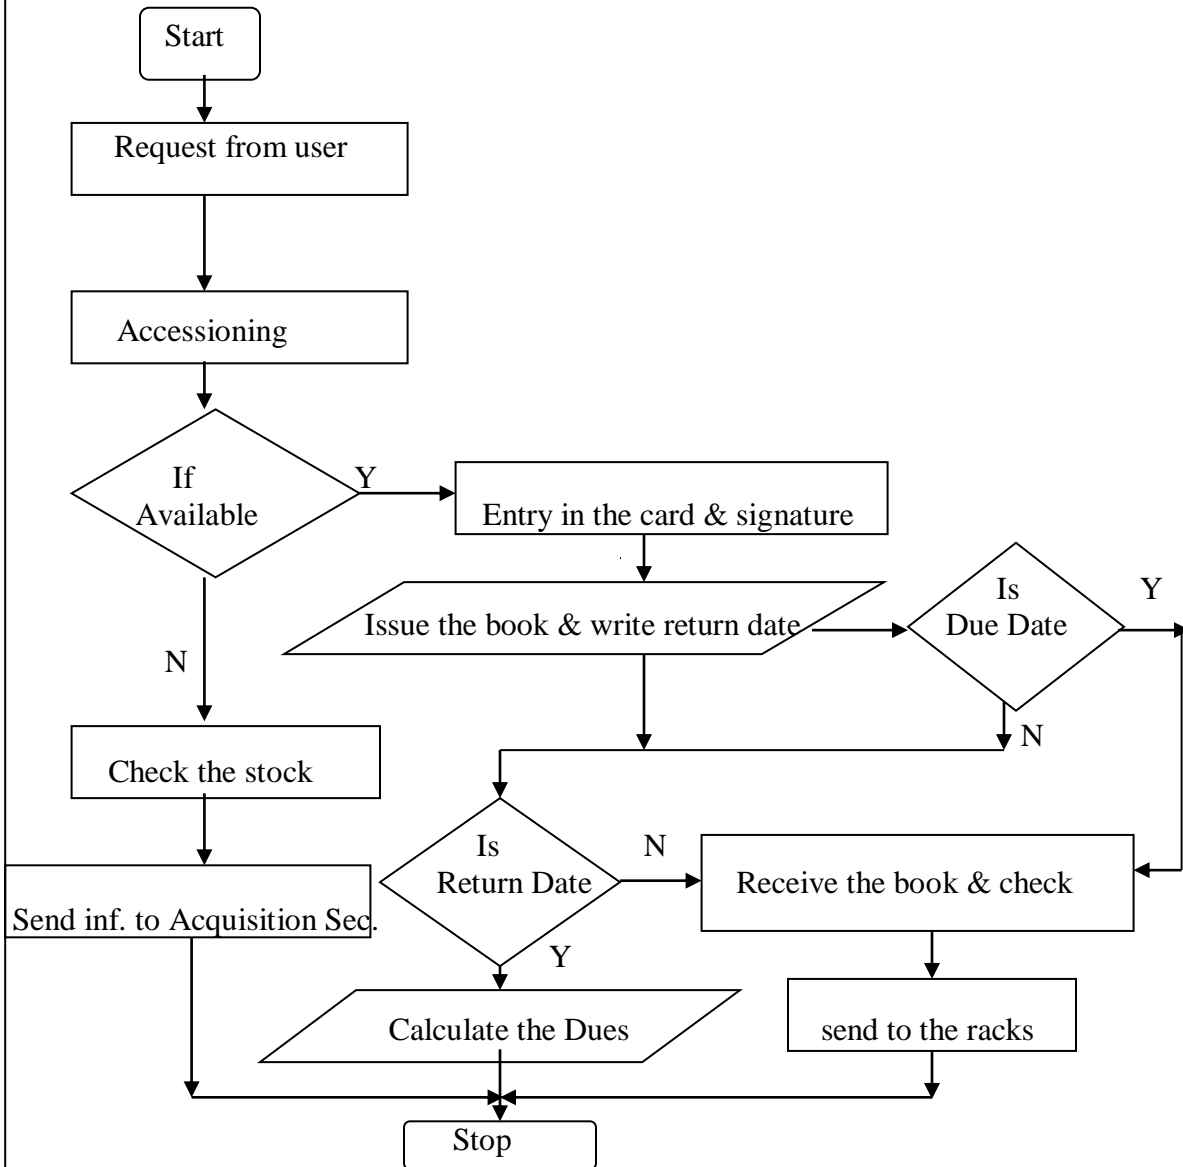 Start
Request from user
Accessioning
If
Available
Y
Entry in the card & signature
Issue the book & write return date
Is
Due Date
Y
N
N
Check the stock
Send inf. to Acquisition Sec.
Is
Return Date
N
Receive the book & check
Y
Calculate the Dues
send to the racks
Stop